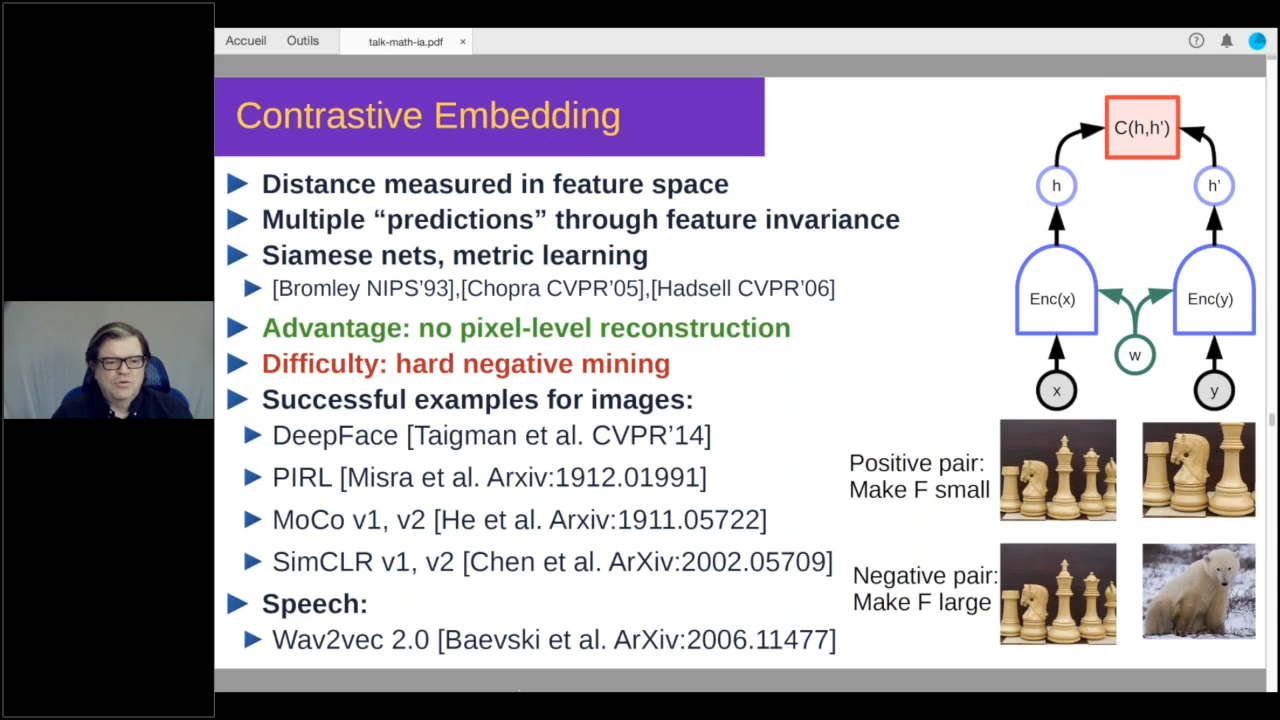 Accueil Outils talk-math-ia.pdf ×
Contrastive Embedding
Distance measured in feature space
Multiple “predictions” through feature invariance
Siamese nets, metric learning
[Bromley NIPS’93],[Chopra CVPR’05],[Hadsell CVPR’06]
Advantage: no pixel-level reconstruction
Difficulty: hard negative mining
Successful examples for images:
DeepFace [Taigman et al. CVPR’14]
PIRL [Misra et al. Arxiv:1912.01991]
MoCo v1, v2 [He et al. Arxiv:1911.05722]
SimCLR v1, v2 [Chen et al. ArXiv:2002.05709]
Speech:
Wav2vec 2.0 [Baevski et al. ArXiv:2006.11477]
C(h,h’)
h h’
Enc(x) Enc(y)
w
x y
Positive pair:
Make F small
Negative pair:
Make F large